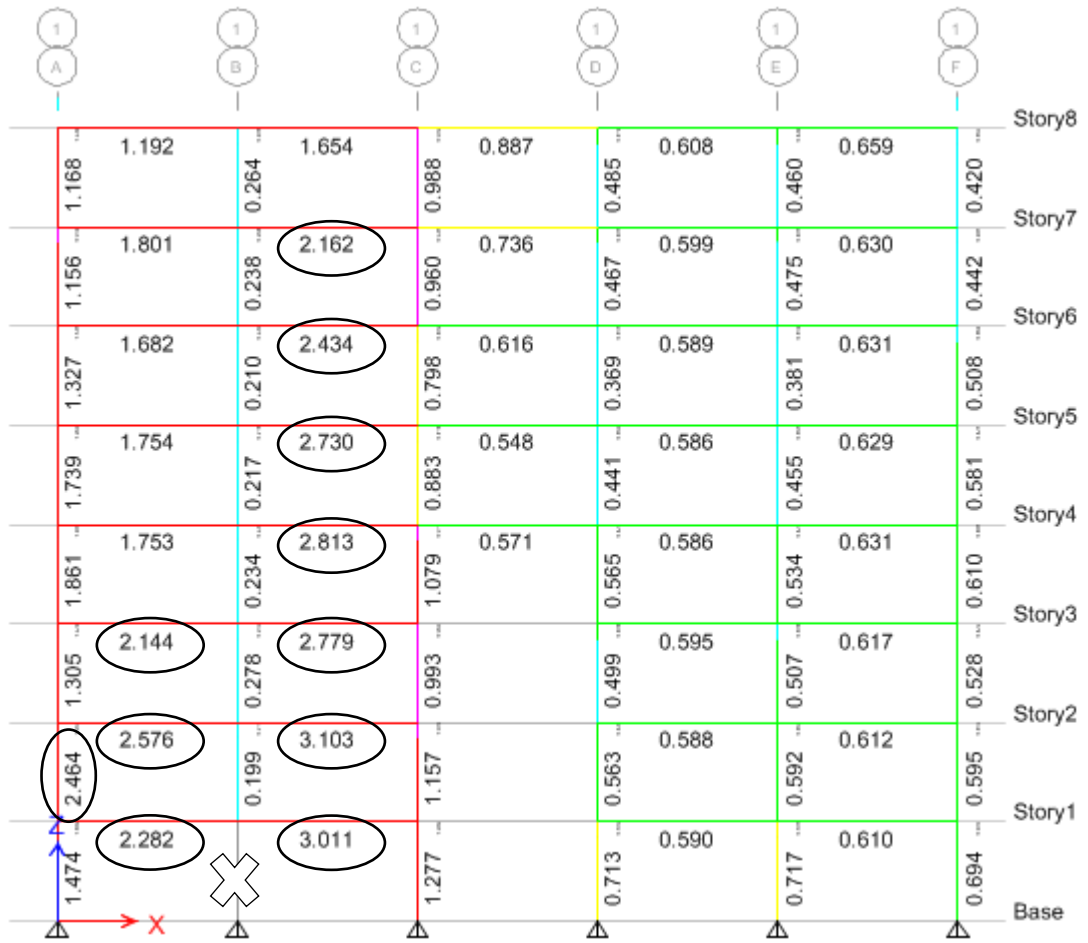 1 1 1 1 1 1
A B C D E F
Story8
1.192 1.654 0.887 0.608 0.659
1.168 0.264 0.988 0.485 0.460 0.420
Story7
1.801 2.162 0.736 0.599 0.630
1.156 0.238 0.960 0.467 0.475 0.442
Story6
1.682 2.434 0.616 0.589 0.631
1.327 0.210 0.798 0.369 0.381 0.508
Story5
1.754 2.730 0.548 0.586 0.629
1.739 0.217 0.883 0.441 0.455 0.581
Story4
1.753 2.813 0.571 0.586 0.631
1.861 0.234 1.079 0.565 0.534 0.610
Story3
2.144 2.779 0.595 0.617
1.305 0.278 0.993 0.499 0.507 0.528
Story2
2.576 3.103 0.588 0.612
2.464 0.199 1.157 0.563 0.592 0.595
Story1
Z
2.282 3.011 0.590 0.610
1.474 1.277 0.713 0.717 0.694
Base
X